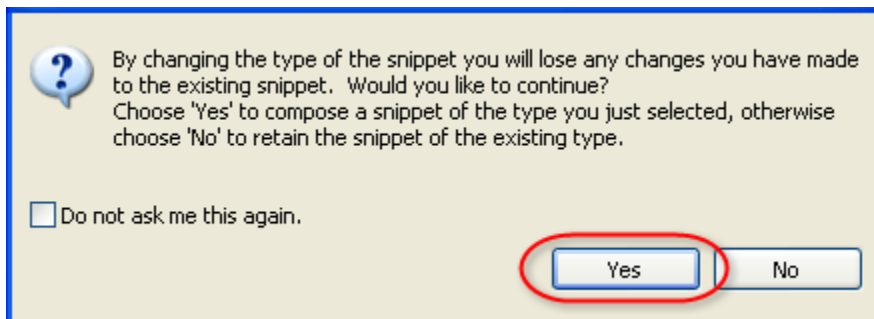 By changing the type of the snippet you will lose any changes you have made
to the existing snippet.  Would you like to continue?
Choose 'Yes' to compose a snippet of the type you just selected, otherwise
choose 'No' to retain the snippet of the existing type.
Do not ask me this again.
Yes No